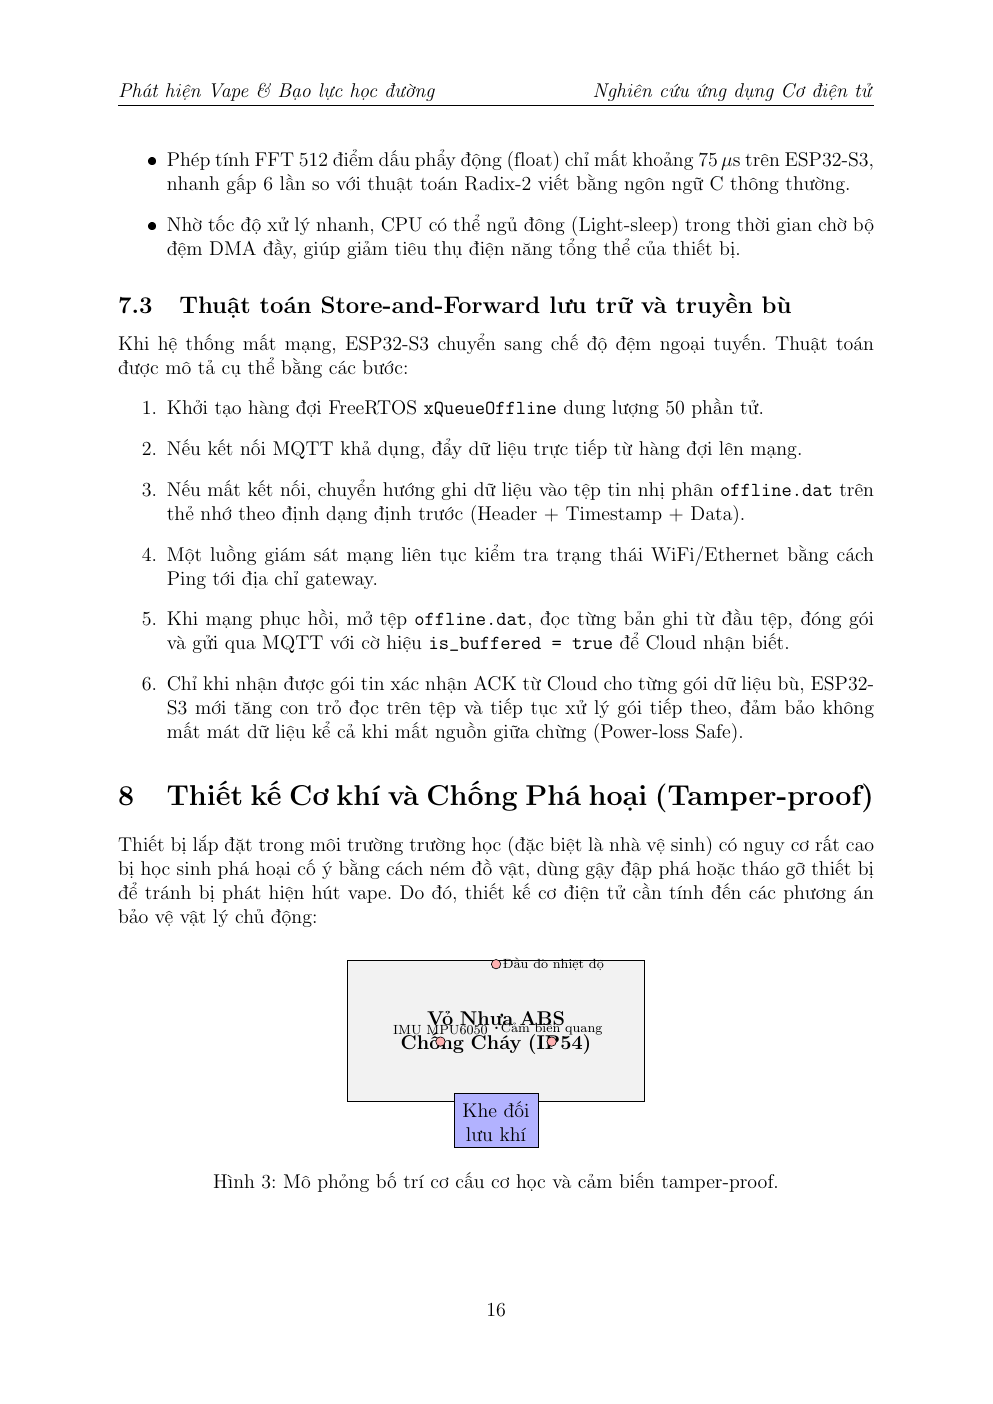 Phát hiện Vape & Bạo lực học đường
Nghiên cứu ứng dụng Cơ điện tử
• Phép tính FFT 512 điểm dấu phẩy động (float) chỉ mất khoảng 75 µs trên ESP32-S3,
nhanh gấp 6 lần so với thuật toán Radix-2 viết bằng ngôn ngữ C thông thường.
• Nhờ tốc độ xử lý nhanh, CPU có thể ngủ đông (Light-sleep) trong thời gian chờ bộ
đệm DMA đầy, giúp giảm tiêu thụ điện năng tổng thể của thiết bị.
7.3 Thuật toán Store-and-Forward lưu trữ và truyền bù
Khi hệ thống mất mạng, ESP32-S3 chuyển sang chế độ đệm ngoại tuyến. Thuật toán
được mô tả cụ thể bằng các bước:
1. Khởi tạo hàng đợi FreeRTOS xQueueOffline dung lượng 50 phần tử.
2. Nếu kết nối MQTT khả dụng, đẩy dữ liệu trực tiếp từ hàng đợi lên mạng.
3. Nếu mất kết nối, chuyển hướng ghi dữ liệu vào tệp tin nhị phân offline.dat trên
thẻ nhớ theo định dạng định trước (Header + Timestamp + Data).
4. Một luồng giám sát mạng liên tục kiểm tra trạng thái WiFi/Ethernet bằng cách
Ping tới địa chỉ gateway.
5. Khi mạng phục hồi, mở tệp offline.dat, đọc từng bản ghi từ đầu tệp, đóng gói
và gửi qua MQTT với cờ hiệu is_buffered = true để Cloud nhận biết.
6. Chỉ khi nhận được gói tin xác nhận ACK từ Cloud cho từng gói dữ liệu bù, ESP32-
S3 mới tăng con trỏ đọc trên tệp và tiếp tục xử lý gói tiếp theo, đảm bảo không
mất mát dữ liệu kể cả khi mất nguồn giữa chừng (Power-loss Safe).
8 Thiết kế Cơ khí và Chống Phá hoại (Tamper-proof)
Thiết bị lắp đặt trong môi trường trường học (đặc biệt là nhà vệ sinh) có nguy cơ rất cao
bị học sinh phá hoại cố ý bằng cách ném đồ vật, dùng gậy đập phá hoặc tháo gỡ thiết bị
để tránh bị phát hiện hút vape. Do đó, thiết kế cơ điện tử cần tính đến các phương án
bảo vệ vật lý chủ động:
Đầu dò nhiệt độ
Vỏ Nhựa ABS
IMU MPU6050
Cảm biến quang
Chống Cháy (IP54)
Khe đối
lưu khí
Hình 3: Mô phỏng bố trí cơ cấu cơ học và cảm biến tamper-proof.
16